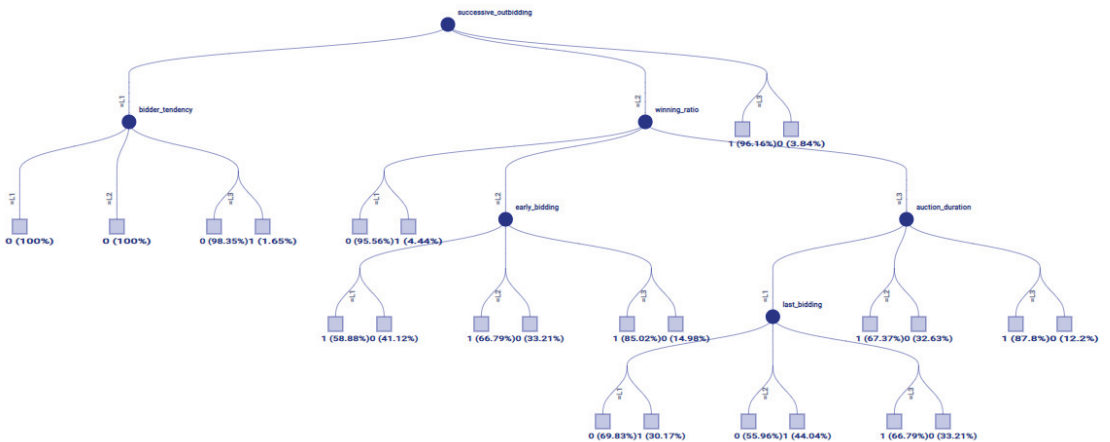 successive_outbidding
=L1
=L2
=L3
bidder_tendency
winning_ratio
1 (96.16%)0 (3.84%)
=L1
=L2
=L3
=L1
=L2
=L3
0 (100%)
0 (100%)
0 (98.35%)1 (1.65%)
0 (95.56%)1 (4.44%)
early_bidding
auction_duration
=L1
=L2
=L3
=L1
=L2
=L3
1 (58.88%)0 (41.12%)
1 (66.79%)0 (33.21%)
1 (85.02%)0 (14.98%)
last_bidding
1 (67.37%)0 (32.63%)
1 (87.8%)0 (12.2%)
=L1
=L2
=L3
0 (69.83%)1 (30.17%)
0 (55.96%)1 (44.04%)
1 (66.79%)0 (33.21%)